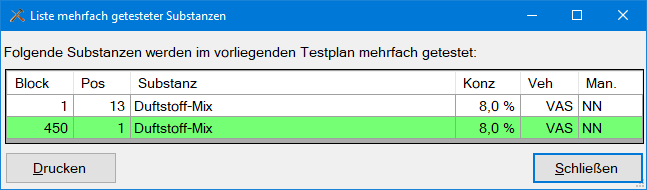 Liste mehrfach getesteter Substanzen
Folgende Substanzen werden im vorliegenden Testplan mehrfach getestet:
Block Pos Substanz Konz Veh Man.
1 13 Duftstoff-Mix 8,0 % VAS NN
450 1 Duftstoff-Mix 8,0 % VAS NN
Drucken Schließen